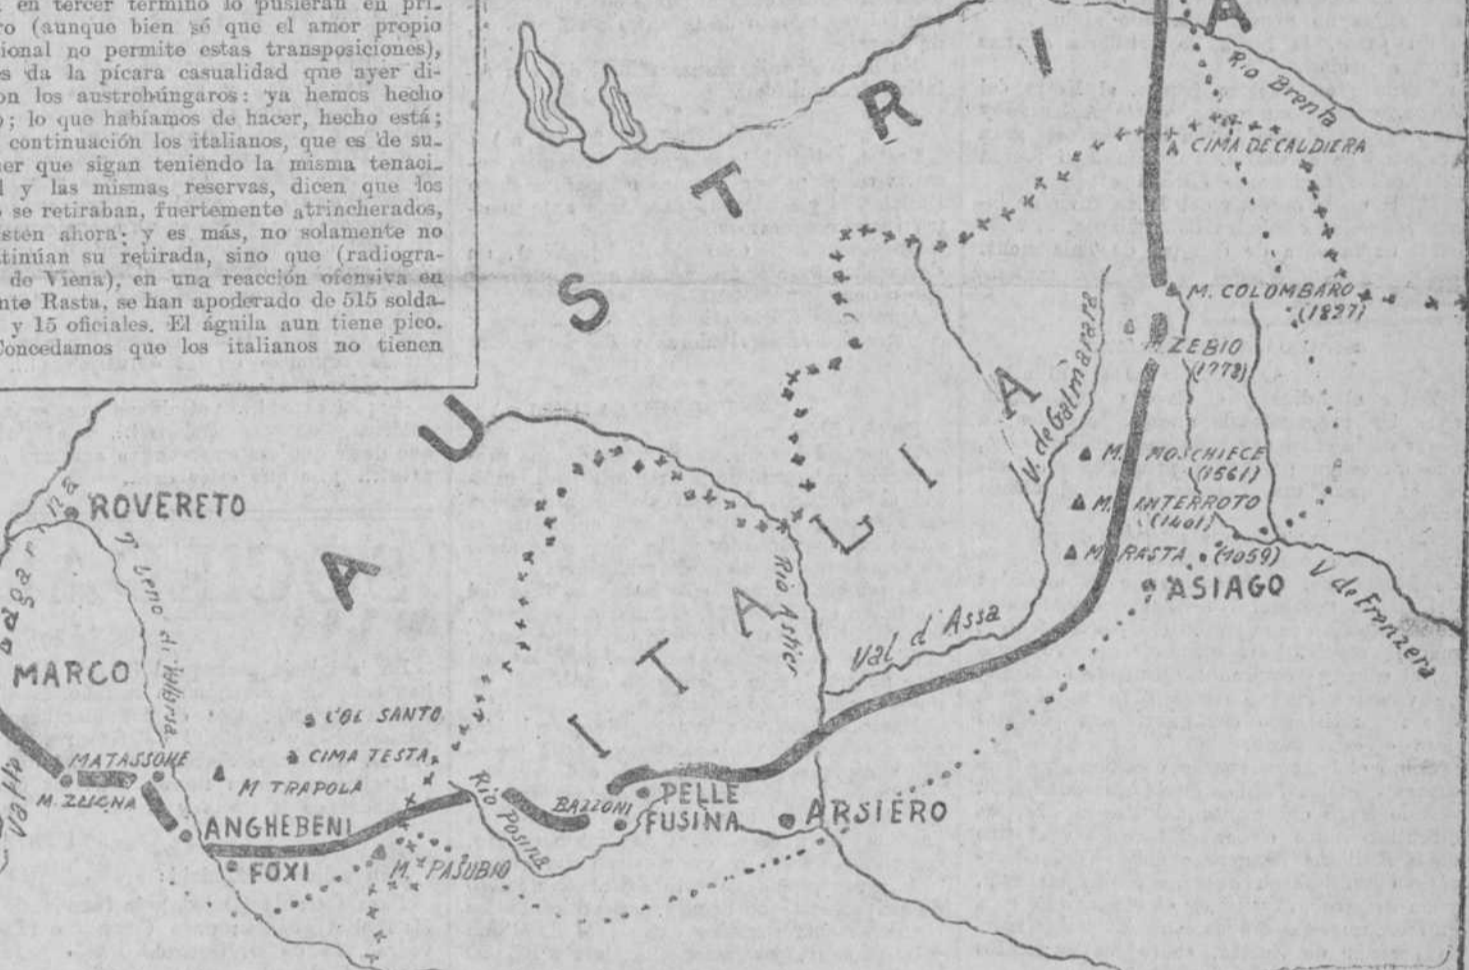 en tercer termino lo pusieran en pri-
ro (aunque bien sé que el amor propio
ional no permite estas transposiciones),
s da la pícara casualidad que ayer di-
on los austrohúngaros: ya hemos hecho
o; lo que habíamos de hacer, hecho está;
continuación los italianos, que es de su-
ner que sigan teniendo la misma tenaci-
d y las mismas reservas, dicen que los
se retiraban, fuertemente atrincherados,
isten ahora; y es más, no solamente no
tinúan su retirada, sino que (radiogra-
de Viena), en una reacción ofensiva en
nte Rasta, se han apoderado de 515 solda-
y 15 oficiales. El águila aun tiene pico.
Concedamos que los italianos no tienen
AUSTRIA
ITALIA
Rio Brenta
CIMA DE CALDIERA
M. COLOMBARO
(1827)
ZEBIO
(1778)
V. de Galmarara
M. MOSCHIECE
(1561)
M. ANTERROTO
(1401)
M. RASTA (1059)
ASIAGO
V de Frenzera
Val d'Assa
Rio Astier
ROVERETO
MARCO
COL SANTO
CIMA TESTA
M TRAPOLA
MATASSONE
M. ZUGNA
ANGHEBENI
FOXI
M. PASUBIO
Rio Posina
BAZZONI
PELLE
FUSINA
ARSIERO
Valle